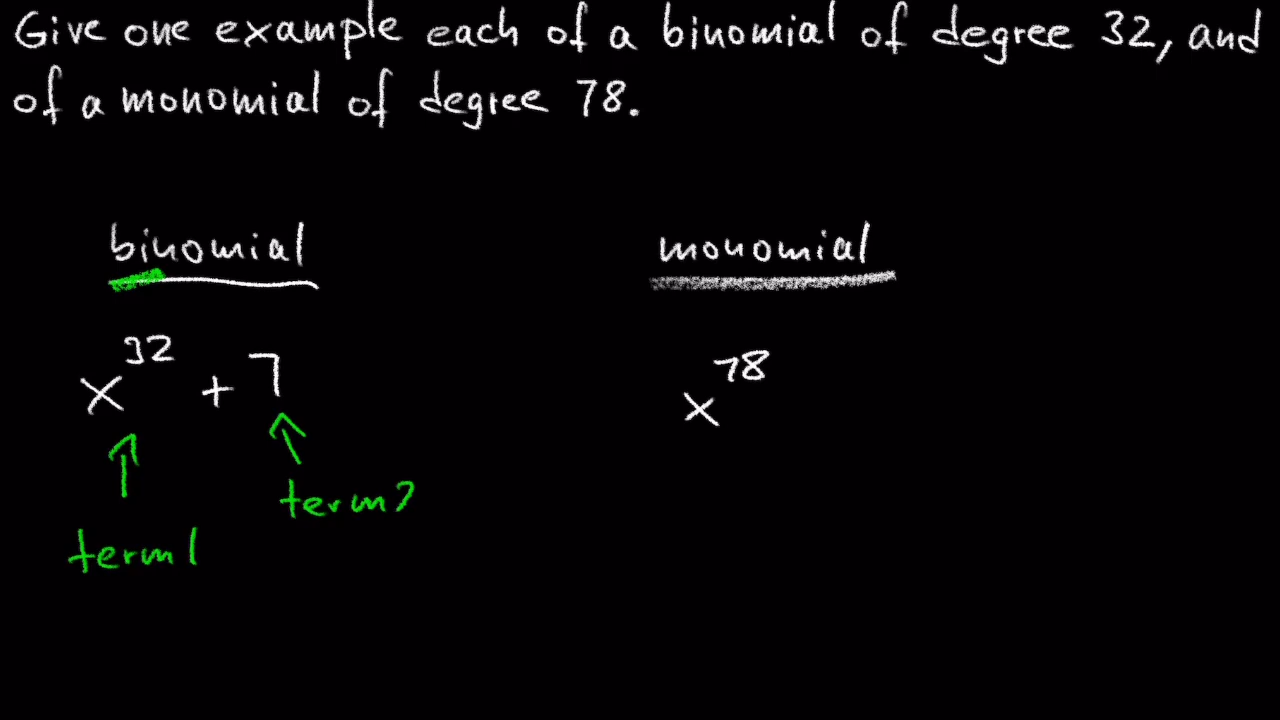 Give one example each of a binomial of degree 32, and
of a monomial of degree 78.
binomial monomial
x^32 + 7 x^78
term 2
term 1